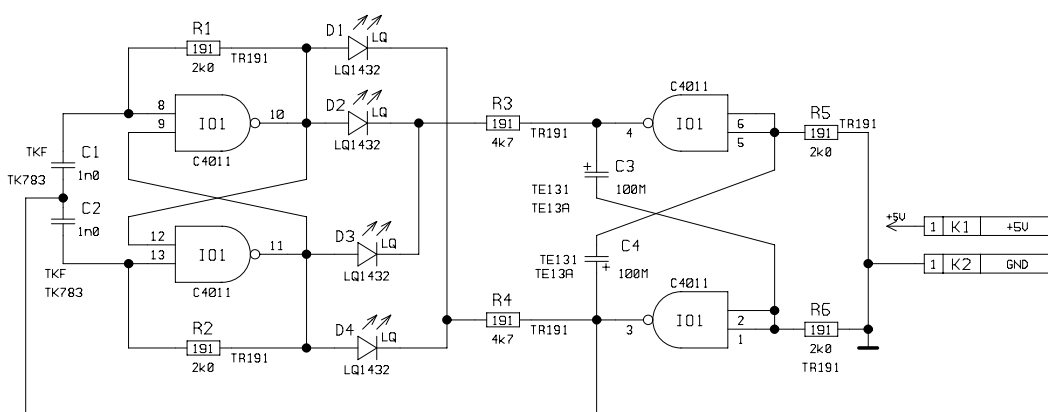 R1
191
TR191
2k0
D1
LQ
LQ1432
8
9
IO1
10
C4011
D2
LQ
LQ1432
R3
191
TR191
4k7
C4011
4
IO1
6
5
R5
191
TR191
2k0
TKF
C1
TK783
1n0
C2
1n0
TKF
TK783
+
C3
TE131
100M
TE13A
C4
TE131
TE13A
+
100M
+5V
1
K1
+5V
1
K2
GND
12
13
IO1
11
C4011
D3
LQ
LQ1432
R2
191
TR191
2k0
D4
LQ
LQ1432
R4
191
TR191
4k7
C4011
3
IO1
2
1
R6
191
2k0
TR191